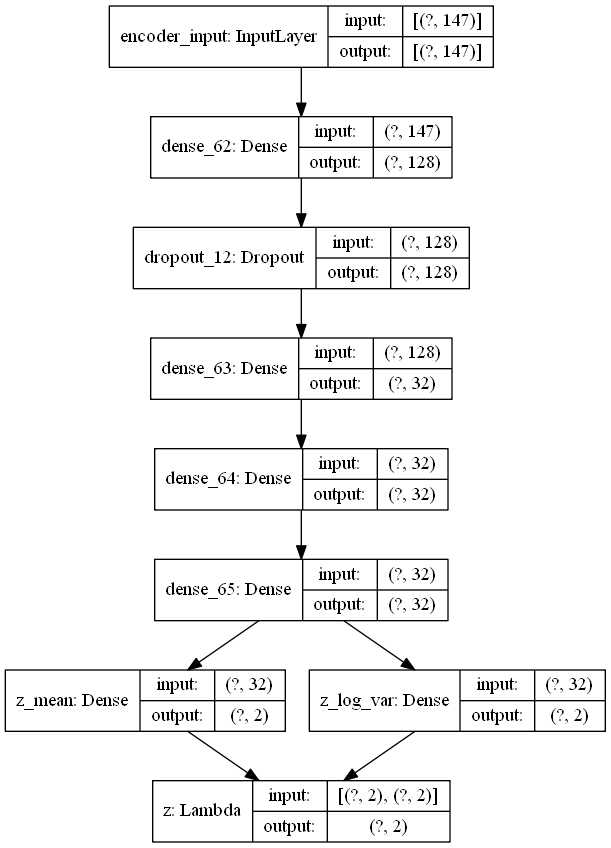 encoder_input: InputLayer
input: [(?, 147)]
output: [(?, 147)]
dense_62: Dense
input: (?, 147)
output: (?, 128)
dropout_12: Dropout
input: (?, 128)
output: (?, 128)
dense_63: Dense
input: (?, 128)
output: (?, 32)
dense_64: Dense
input: (?, 32)
output: (?, 32)
dense_65: Dense
input: (?, 32)
output: (?, 32)
z_mean: Dense
input: (?, 32)
output: (?, 2)
z_log_var: Dense
input: (?, 32)
output: (?, 2)
z: Lambda
input: [(?, 2), (?, 2)]
output: (?, 2)